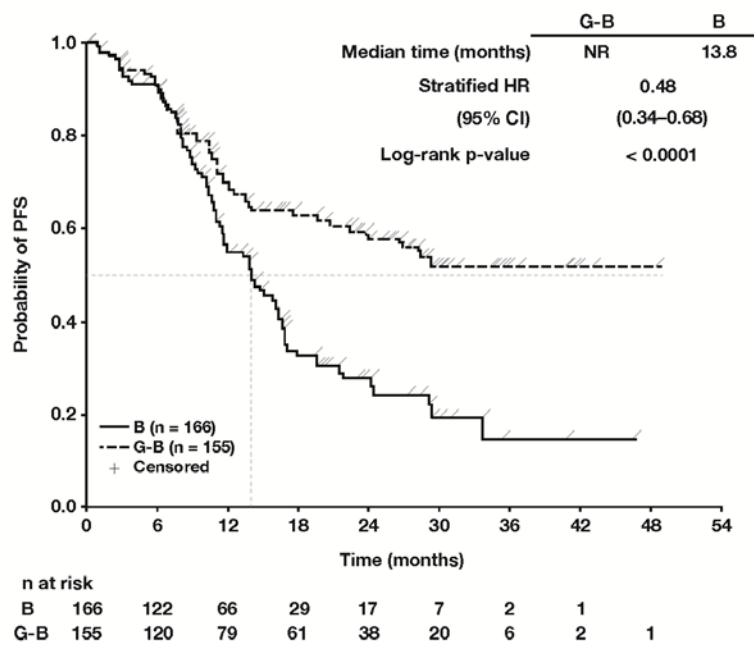 G-B B
Median time (months) NR 13.8
Stratified HR 0.48
(95% CI) (0.34–0.68)
Log-rank p-value < 0.0001
Probability of PFS
1.0
0.8
0.6
0.4
0.2
0.0
B (n = 166)
G-B (n = 155)
Censored
0 6 12 18 24 30 36 42 48 54
Time (months)
n at risk
B 166 122 66 29 17 7 2 1
G-B 155 120 79 61 38 20 6 2 1